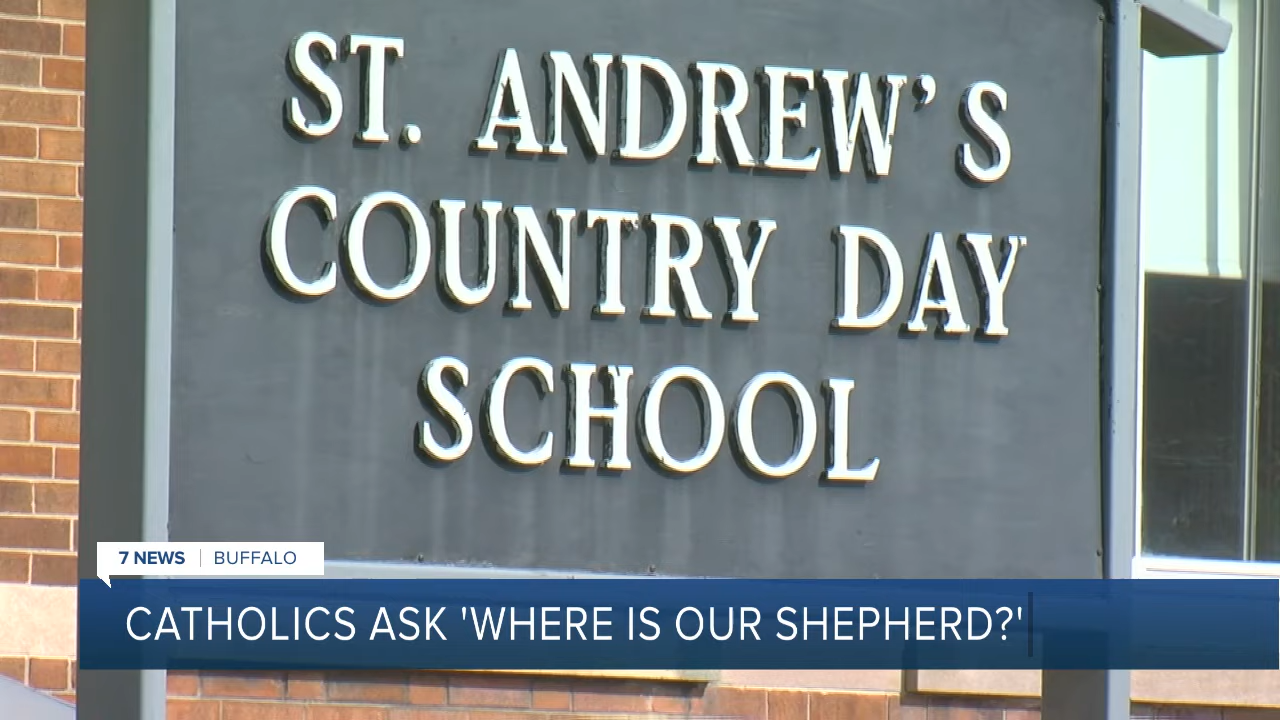 ST. ANDREW'S
COUNTRY DAY
SCHOOL
7 NEWS | BUFFALO
CATHOLICS ASK 'WHERE IS OUR SHEPHERD?'